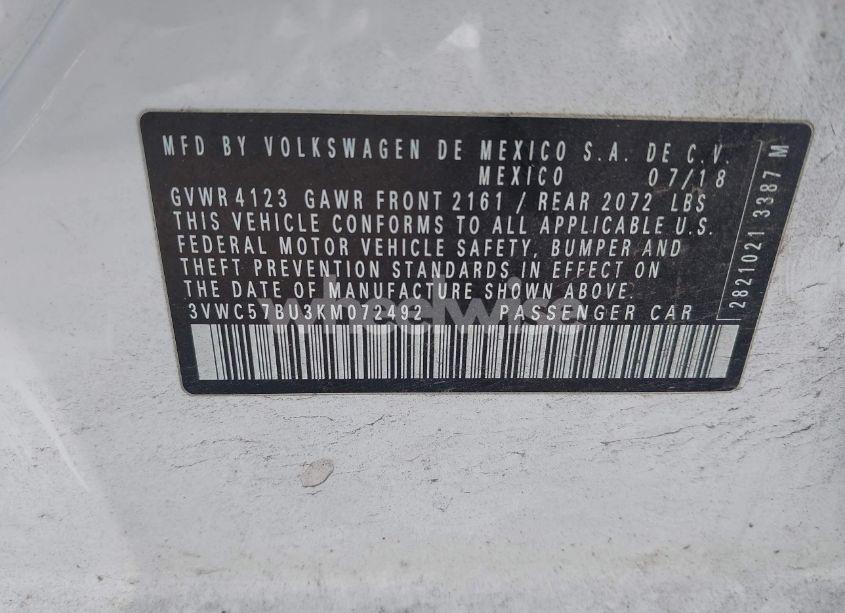 MFD BY VOLKSWAGEN DE MEXICO S.A. DE C.V.
MEXICO 07/18
GVWR 4123 GAWR FRONT 2161 / REAR 2072 LBS
THIS VEHICLE CONFORMS TO ALL APPLICABLE U.S.
FEDERAL MOTOR VEHICLE SAFETY, BUMPER AND
THEFT PREVENTION STANDARDS IN EFFECT ON
THE DATE OF MANUFACTURE SHOWN ABOVE.
3VWC57BU3KM072492 PASSENGER CAR
2821021 3387 M
wheelwise